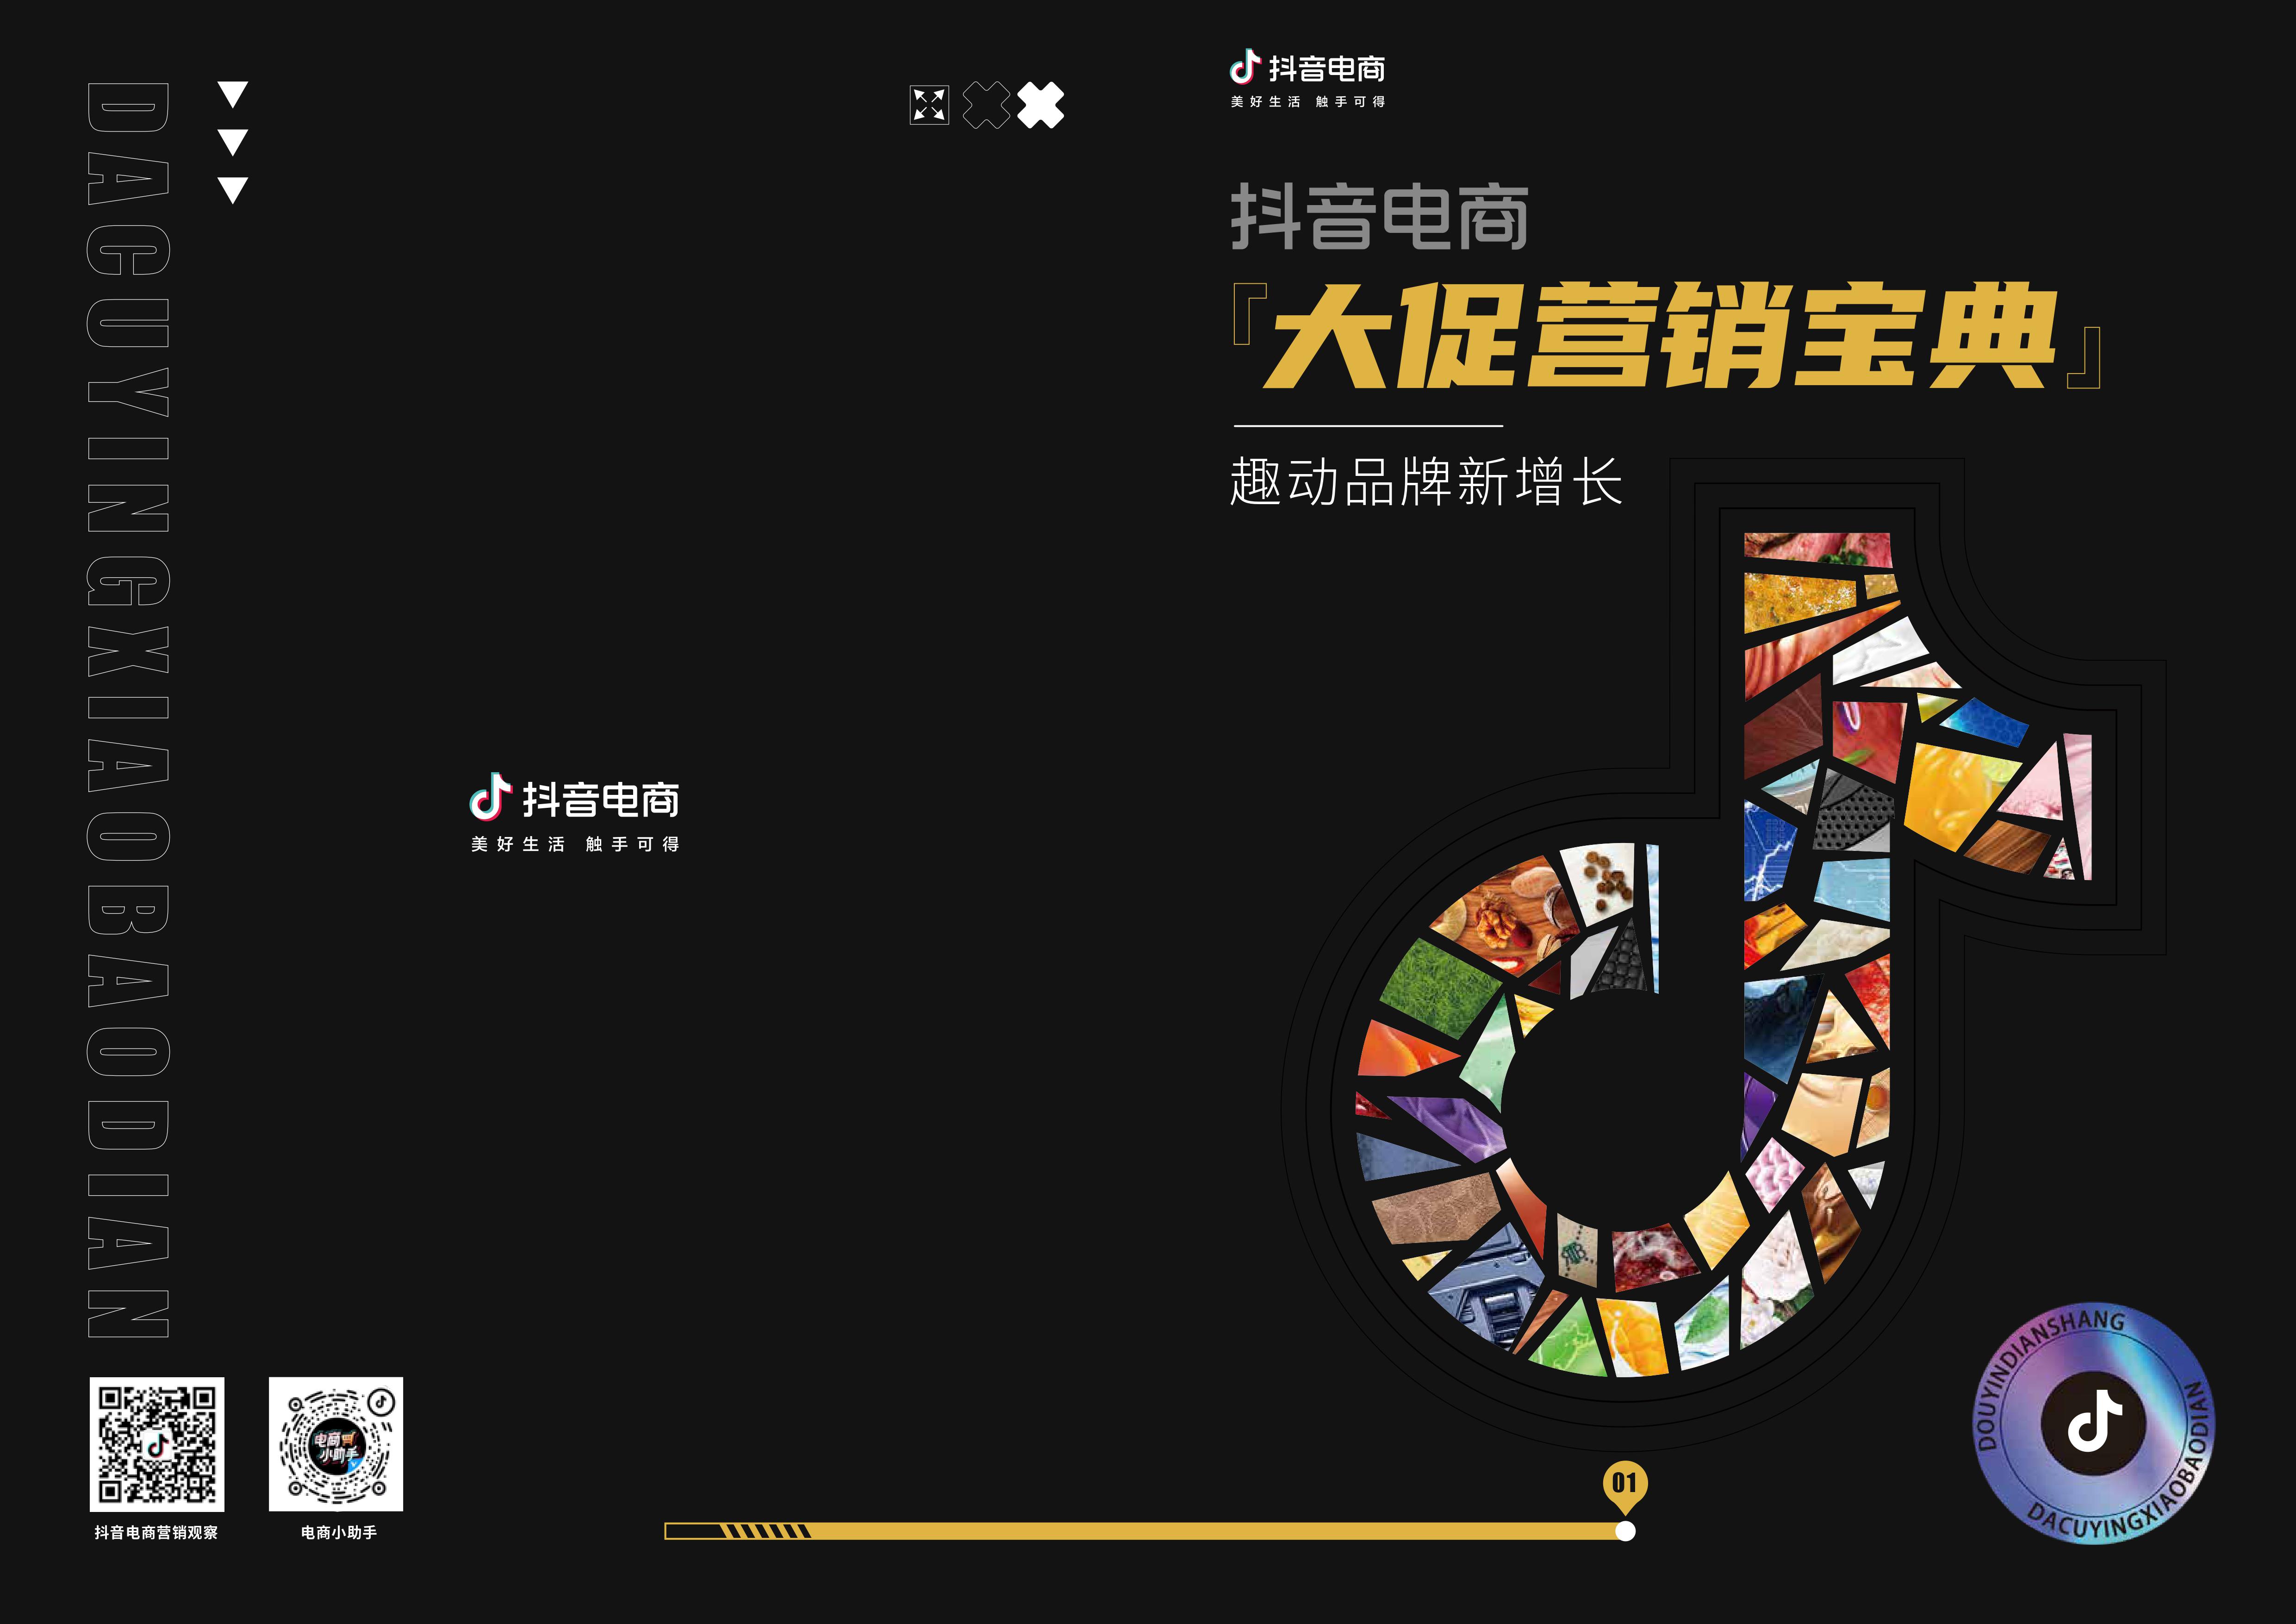 DACUYINGXIAOBAODIAN
抖音电商
美好生活 触手可得
抖音电商营销观察
电商小助手
电商
小助手
抖音电商
美好生活 触手可得
抖音电商
『大促营销宝典』
趣动品牌新增长
01
DOUYINDIANSHANG
DACUYINGXIAOBAODIAN